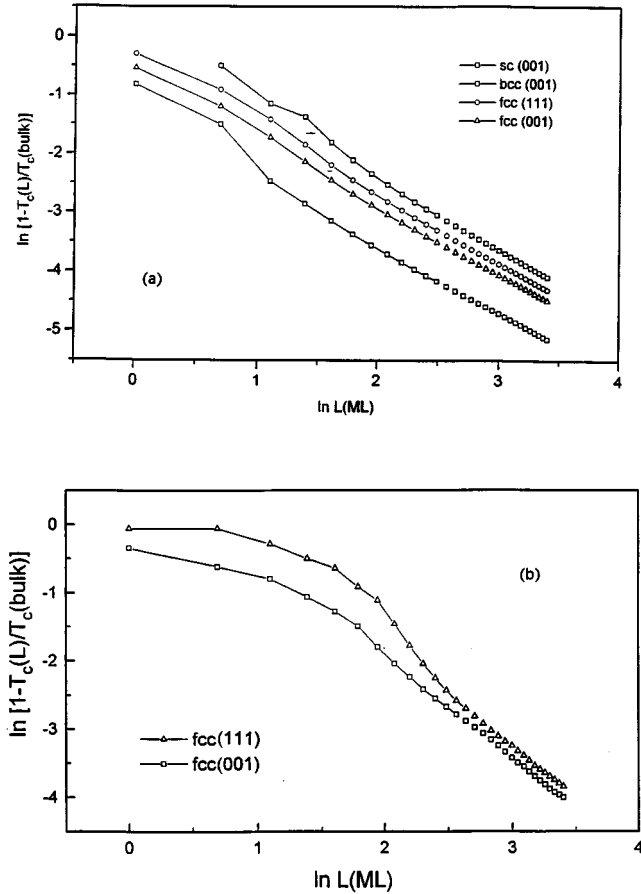 0
-1
-2
-3
-4
-5
0
1
2
3
4
ln [1-T_c(L)/T_c(bulk)]
ln L(ML)
sc (001)
bcc (001)
fcc (111)
fcc (001)
(a)
0
-1
-2
-3
-4
0
1
2
3
4
ln [1-T_c(L)/T_c(bulk)]
ln L(ML)
(b)
fcc(111)
fcc(001)